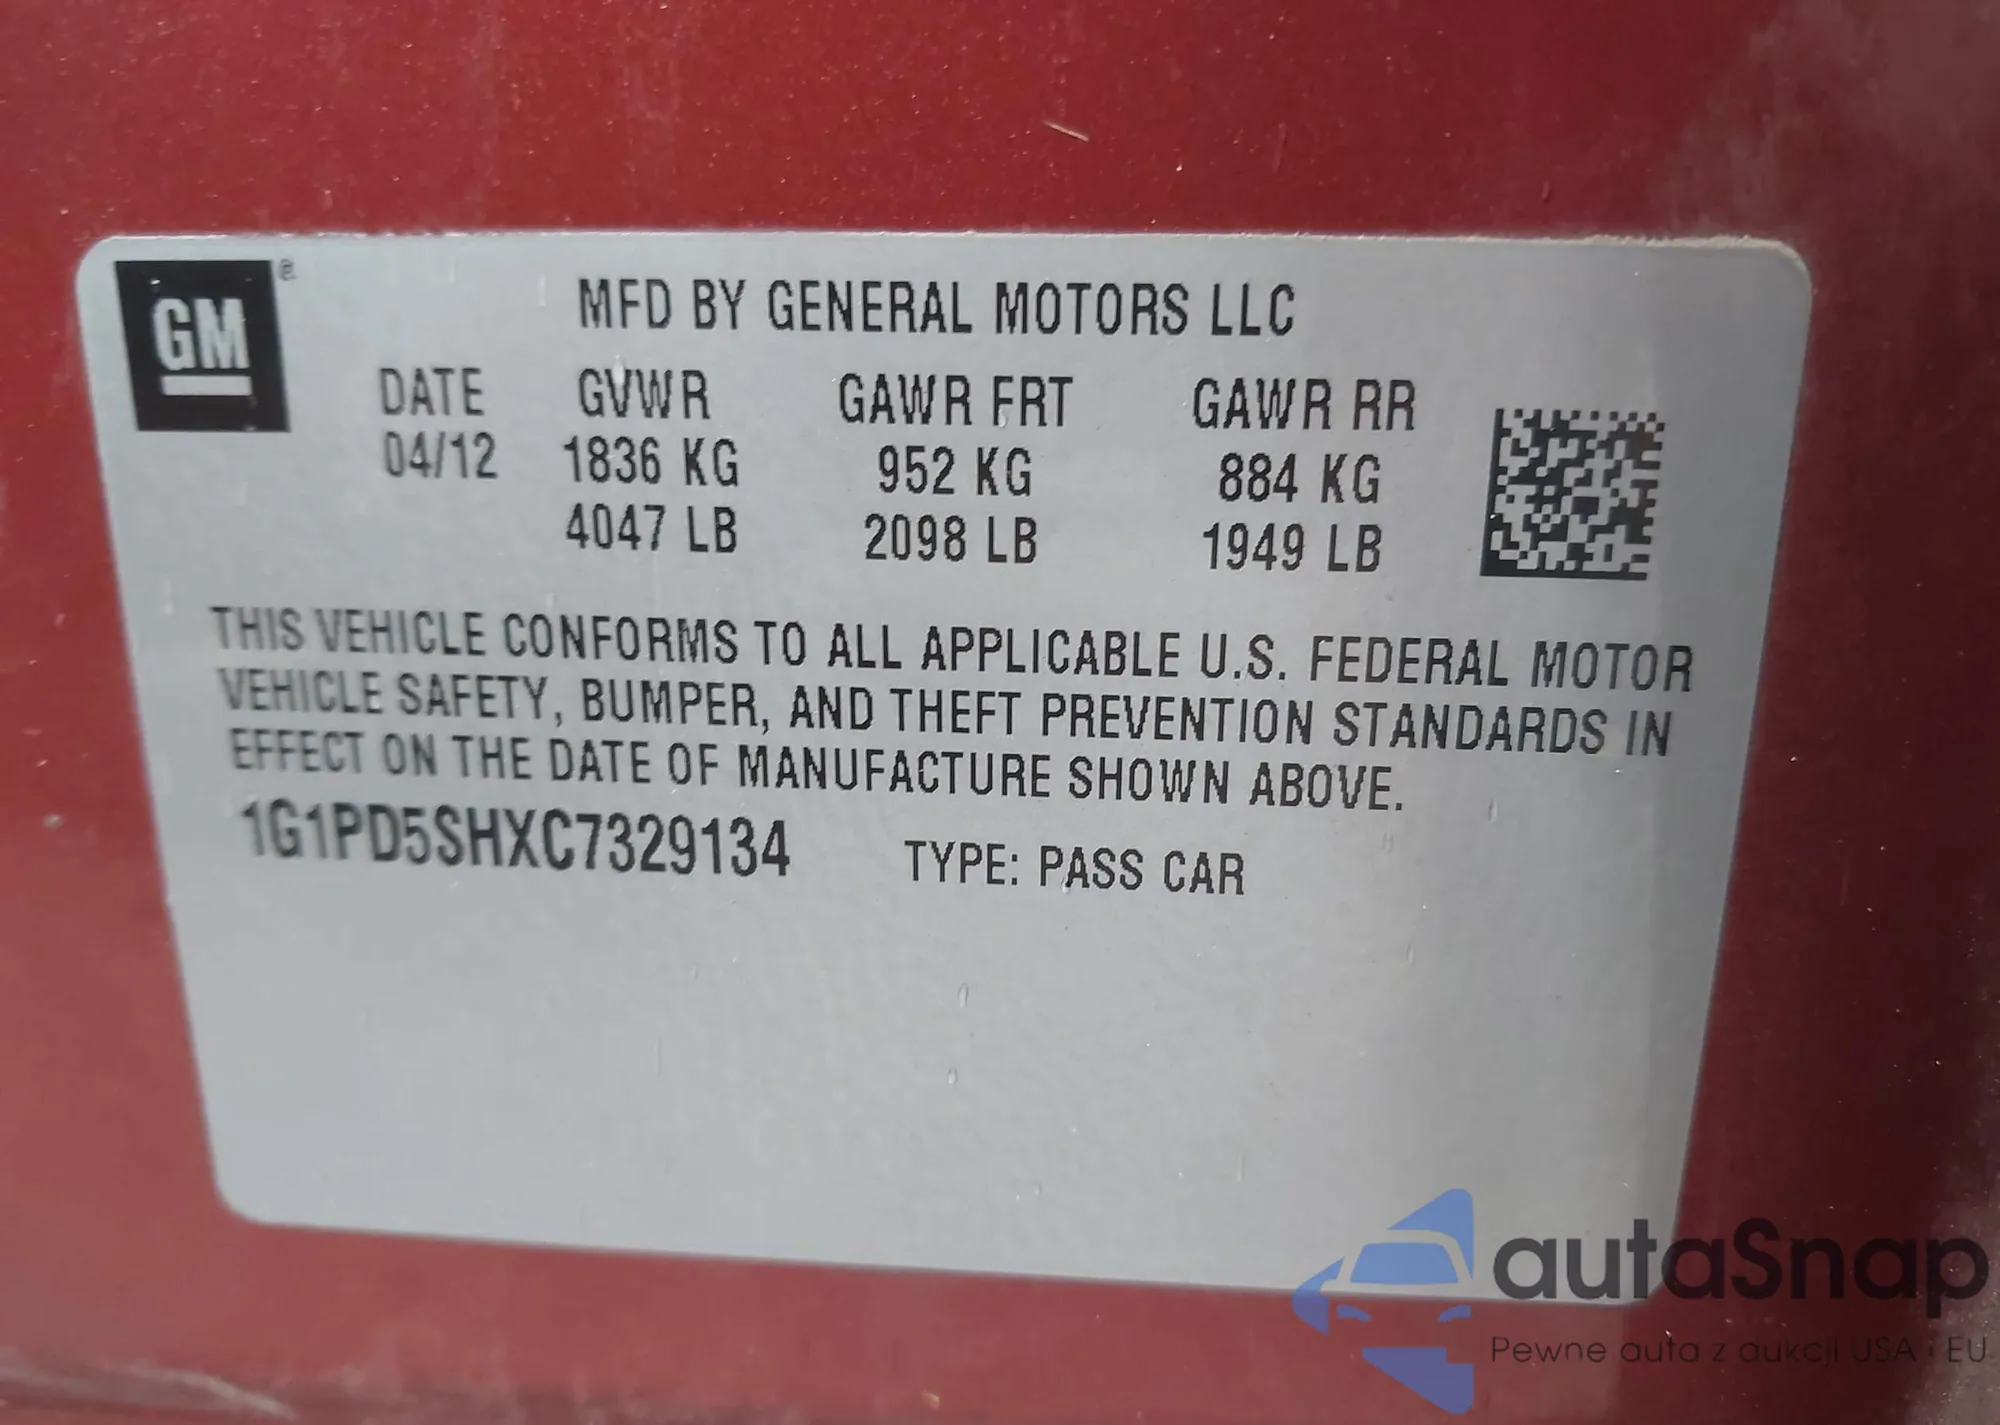 GM ®
MFD BY GENERAL MOTORS LLC
DATE GVWR GAWR FRT GAWR RR
04/12 1836 KG 952 KG 884 KG
4047 LB 2098 LB 1949 LB
THIS VEHICLE CONFORMS TO ALL APPLICABLE U.S. FEDERAL MOTOR
VEHICLE SAFETY, BUMPER, AND THEFT PREVENTION STANDARDS IN
EFFECT ON THE DATE OF MANUFACTURE SHOWN ABOVE.
1G1PD5SHXC7329134 TYPE: PASS CAR
autaSnap
Pewne auta z aukcji USA i EU